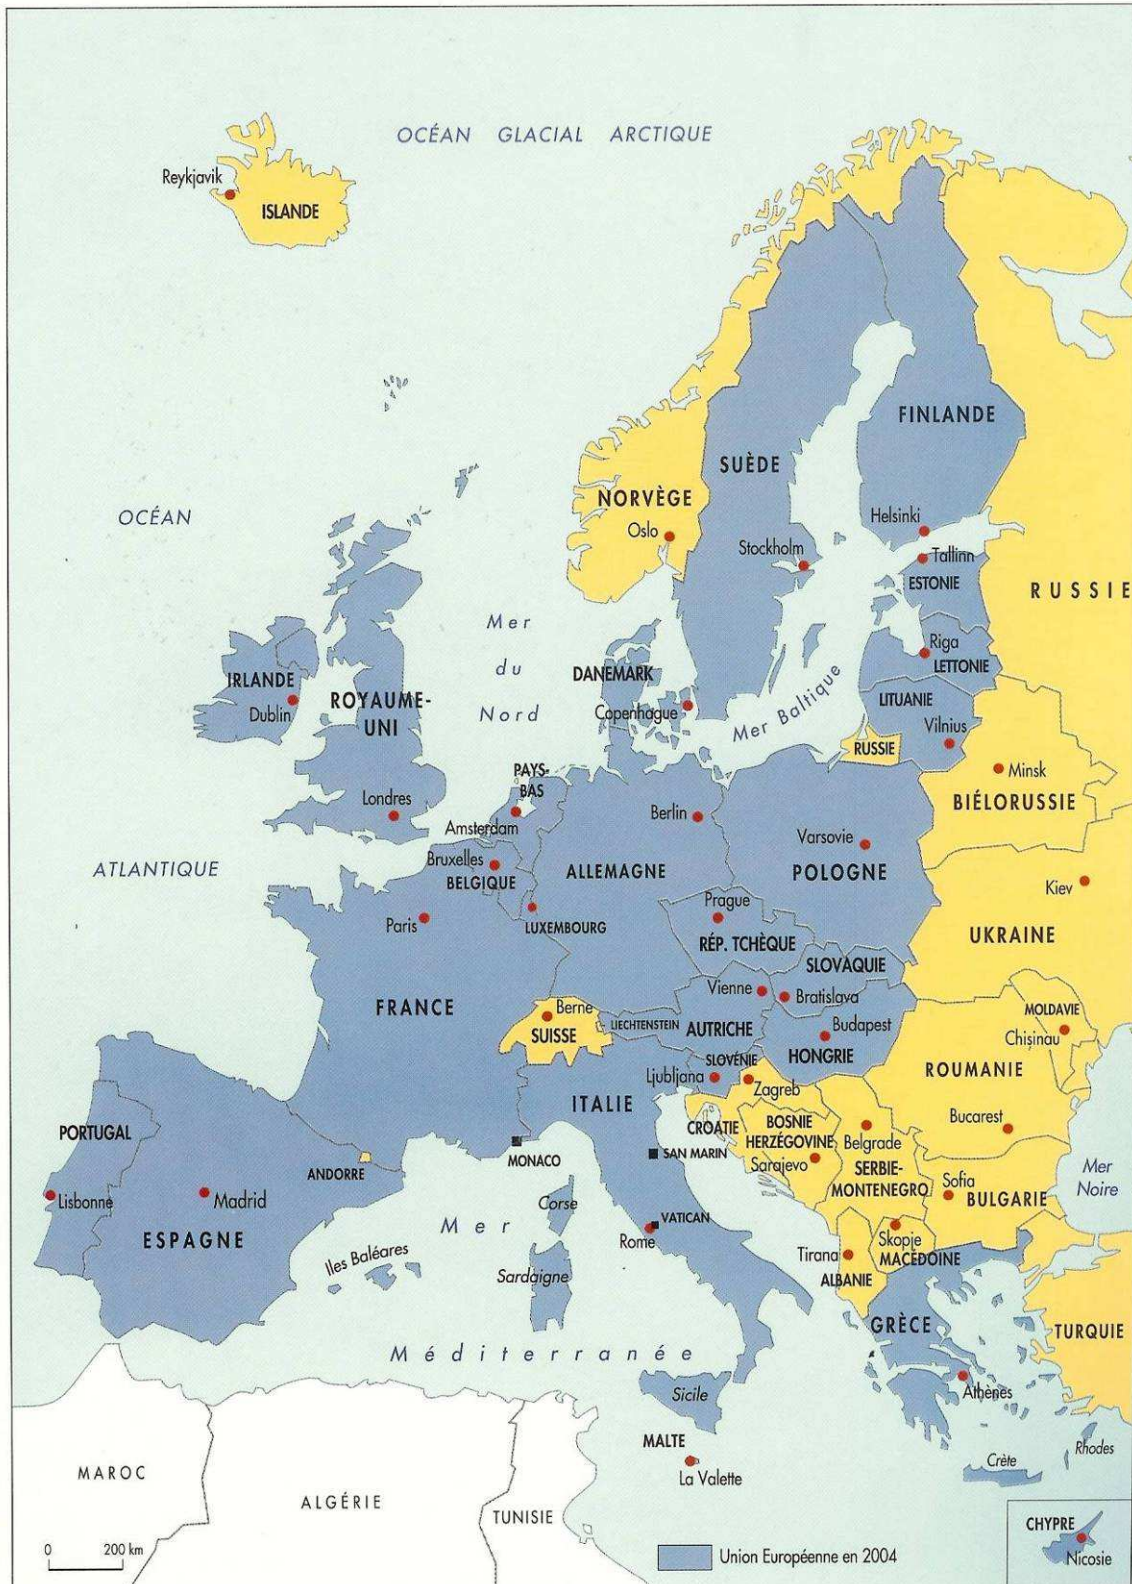 OCÉAN GLACIAL ARCTIQUE
Reykjavik
ISLANDE
FINLANDE
SUÈDE
NORVÈGE
Oslo
OCÉAN
Helsinki
Stockholm
Tallinn
ESTONIE
RUSSIE
Mer
du
Nord
Riga
LETTONIE
DANEMARK
IRLANDE
Dublin
ROYAUME-
UNI
Copenhague
Mer Baltique
LITUANIE
Vilnius
RUSSIE
Minsk
BIÉLORUSSIE
PAYS-
BAS
Londres
Amsterdam
Berlin
Varsovie
POLOGNE
ATLANTIQUE
Bruxelles
BELGIQUE
ALLEMAGNE
Kiev
UKRAINE
Paris
LUXEMBOURG
Prague
RÉP. TCHÈQUE
SLOVAQUIE
Vienne
Bratislava
FRANCE
Berne
SUISSE
LIECHTENSTEIN
AUTRICHE
Budapest
HONGRIE
MOLDAVIE
Chişinau
ROUMANIE
Bucarest
SLOVÉNIE
Ljubljana
Zagreb
ITALIE
CROATIE
BOSNIE
HERZÉGOVINE
Sarajevo
Belgrade
SERBIE-
MONTENEGRO
PORTUGAL
Lisbonne
ANDORRE
MONACO
SAN MARIN
Madrid
ESPAGNE
Corse
VATICAN
Rome
Sofia
BULGARIE
Mer
Noire
Skopje
MACÉDOINE
Tirana
ALBANIE
Iles Baléares
Mer
Sardaigne
Méditerranée
GRÈCE
TURQUIE
Athènes
Sicile
MALTE
La Valette
Crète
Rhodes
MAROC
ALGÉRIE
TUNISIE
0 200 km
Union Européenne en 2004
CHYPRE
Nicosie